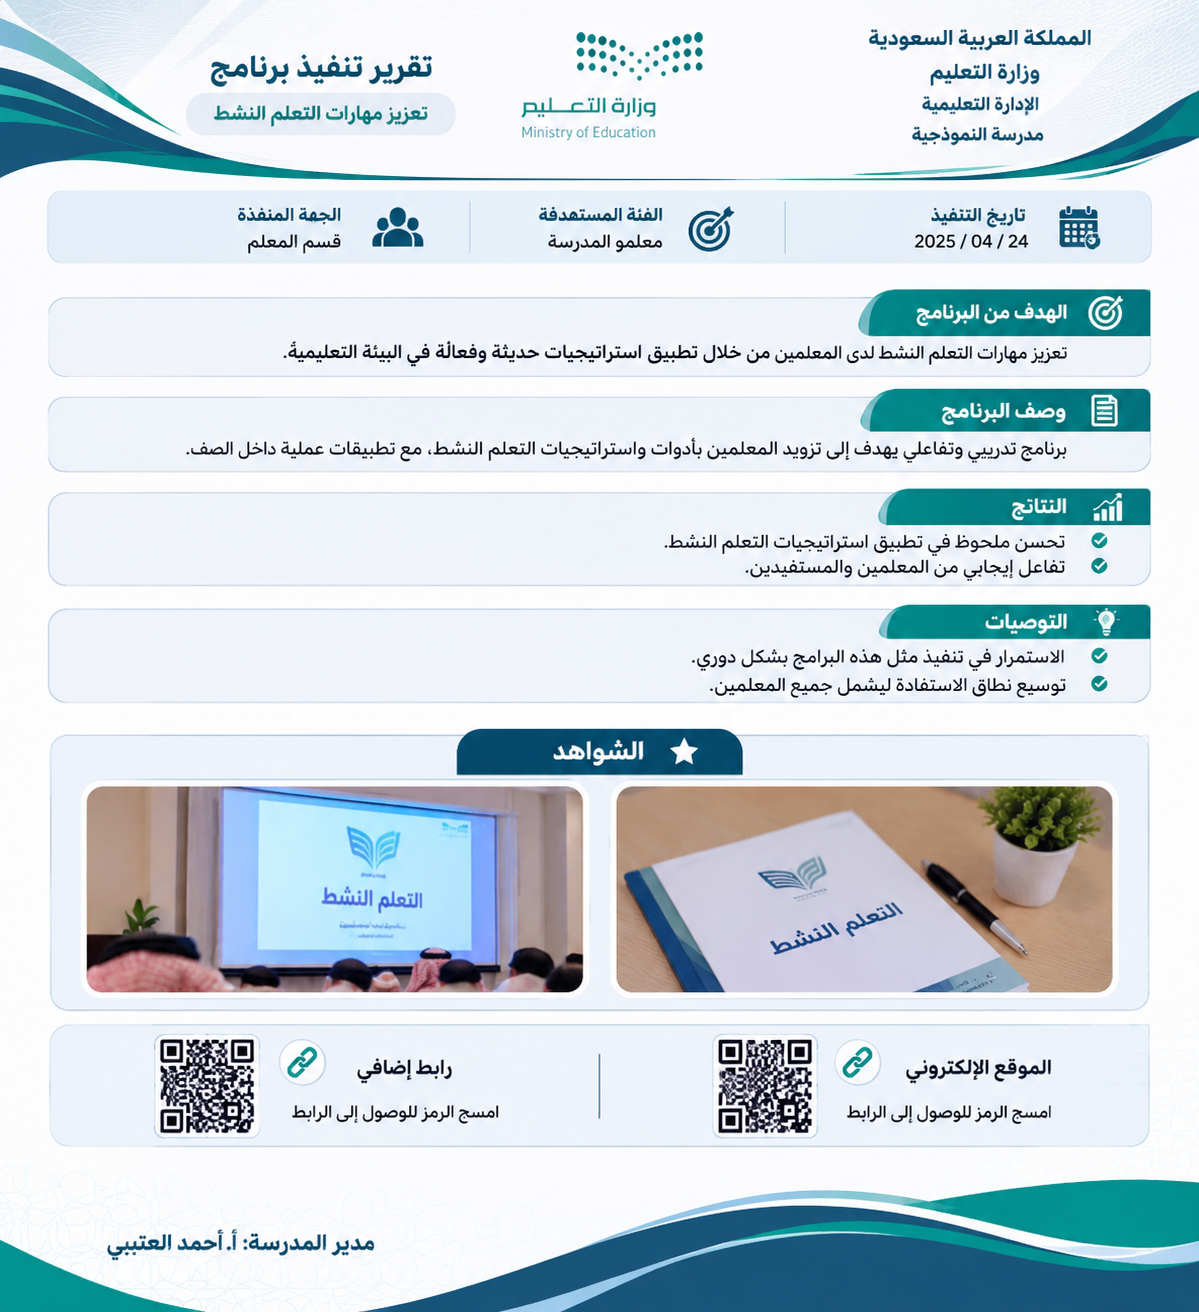 المملكة العربية السعودية
وزارة التعليم
الإدارة التعليمية
مدرسة النموذجية
وزارة التعـــليم
Ministry of Education
تقرير تنفيذ برنامج
تعزيز مهارات التعلم النشط
تاريخ التنفيذ
24 / 04 / 2025
الفئة المستهدفة
معلمو المدرسة
الجهة المنفذة
قسم المعلم
الهدف من البرنامج
تعزيز مهارات التعلم النشط لدى المعلمين من خلال تطبيق استراتيجيات حديثة وفعالة في البيئة التعليمية.
وصف البرنامج
برنامج تدريبي وتفاعلي يهدف إلى تزويد المعلمين بأدوات واستراتيجيات التعلم النشط، مع تطبيقات عملية داخل الصف.
النتائج
تحسن ملحوظ في تطبيق استراتيجيات التعلم النشط.
تفاعل إيجابي من المعلمين والمستفيدين.
التوصيات
الاستمرار في تنفيذ مثل هذه البرامج بشكل دوري.
توسيع نطاق الاستفادة ليشمل جميع المعلمين.
الشواهد
التعلم النشط
التعلم النشط
الموقع الإلكتروني
امسح الرمز للوصول إلى الرابط
رابط إضافي
امسح الرمز للوصول إلى الرابط
مدير المدرسة: أ. أحمد العتيبي